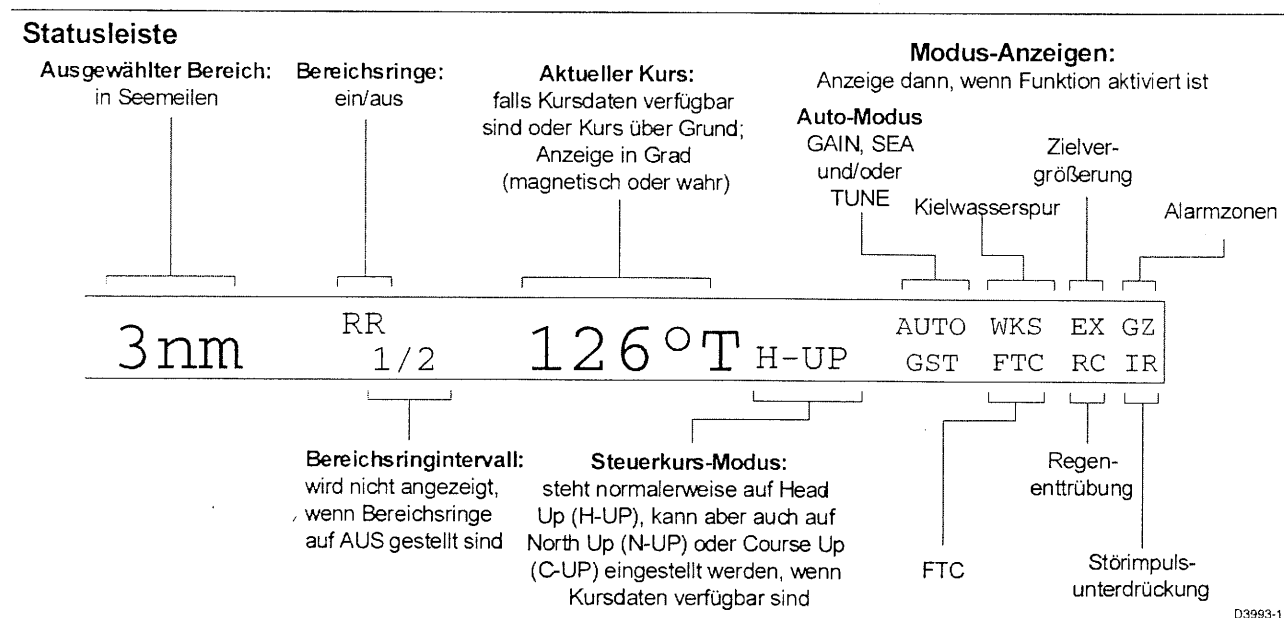 Statusleiste
Ausgewählter Bereich:
in Seemeilen
Bereichsringe:
ein/aus
Aktueller Kurs:
falls Kursdaten verfügbar
sind oder Kurs über Grund;
Anzeige in Grad
(magnetisch oder wahr)
Modus-Anzeigen:
Anzeige dann, wenn Funktion aktiviert ist
Auto-Modus
GAIN, SEA
und/oder
TUNE
Kielwasserspur
Zielver-
größerung
Alarmzonen
3nm
RR
1/2
126°T
H-UP
AUTO WKS EX GZ
GST FTC RC IR
Bereichsringintervall:
wird nicht angezeigt,
wenn Bereichsringe
auf AUS gestellt sind
Steuerkurs-Modus:
steht normalerweise auf Head
Up (H-UP), kann aber auch auf
North Up (N-UP) oder Course Up
(C-UP) eingestellt werden, wenn
Kursdaten verfügbar sind
FTC
Regen-
enttrübung
Störimpuls-
unterdrückung
D3993-1